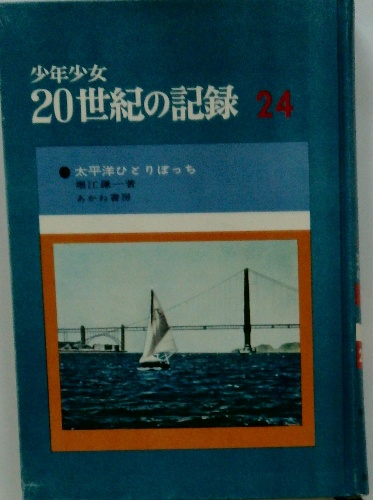 少年少女
20世紀の記録 24
●太平洋ひとりぼっち
堀江謙一著
あかね書房